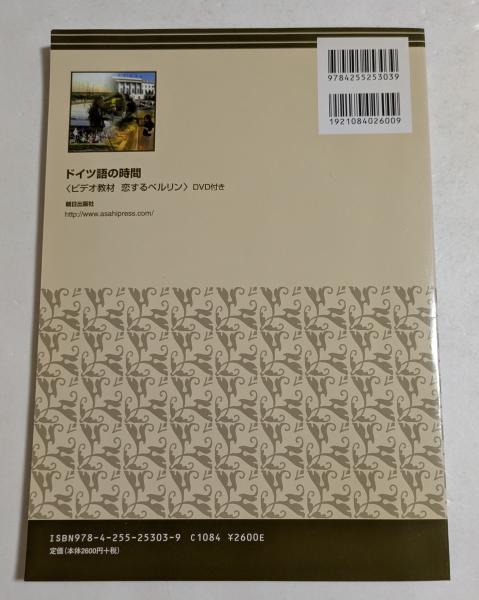 9784255253039
1921084026009
ドイツ語の時間
〈ビデオ教材 恋するベルリン〉DVD付き
朝日出版社
http://www.asahipress.com/
ISBN978-4-255-25303-9 C1084 ¥2600E
定価(本体2600円+税)